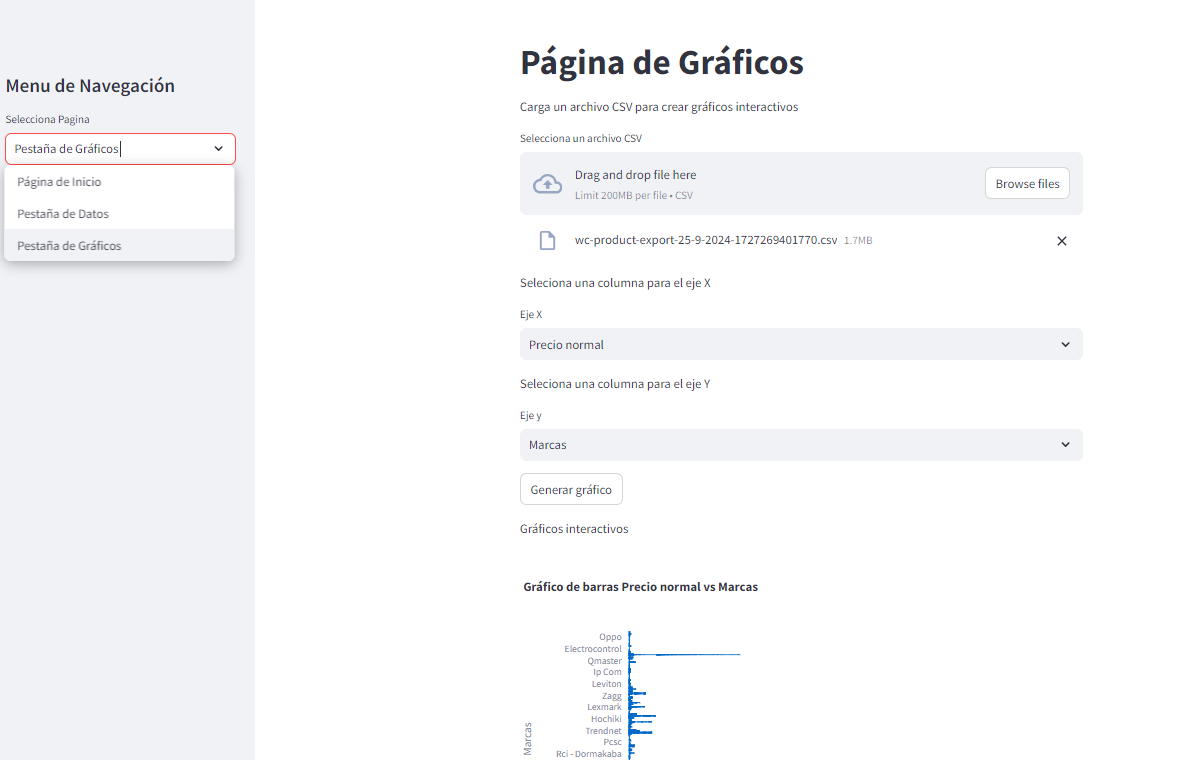 Menu de Navegación
Selecciona Pagina
Pestaña de Gráficos
Página de Inicio
Pestaña de Datos
Pestaña de Gráficos
Página de Gráficos
Carga un archivo CSV para crear gráficos interactivos
Selecciona un archivo CSV
Drag and drop file here
Limit 200MB per file • CSV
Browse files
wc-product-export-25-9-2024-1727269401770.csv 1.7MB
Seleciona una columna para el eje X
Eje X
Precio normal
Seleciona una columna para el eje Y
Eje y
Marcas
Generar gráfico
Gráficos interactivos
Gráfico de barras Precio normal vs Marcas
Oppo
Electrocontrol
Qmaster
Ip Com
Leviton
Zagg
Lexmark
Hochiki
Trendnet
Pcsc
Rci - Dormakaba
Marcas